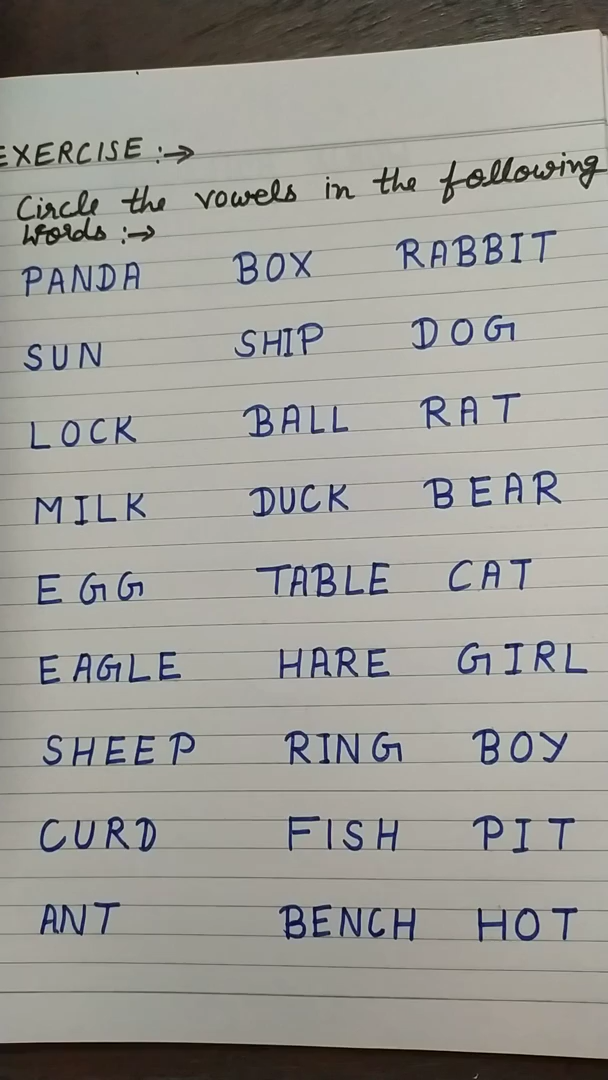 EXERCISE :→
Circle the vowels in the following
words :→
PANDA BOX RABBIT
SUN SHIP DOG
LOCK BALL RAT
MILK DUCK BEAR
EGG TABLE CAT
EAGLE HARE GIRL
SHEEP RING BOY
CURD FISH PIT
ANT BENCH HOT